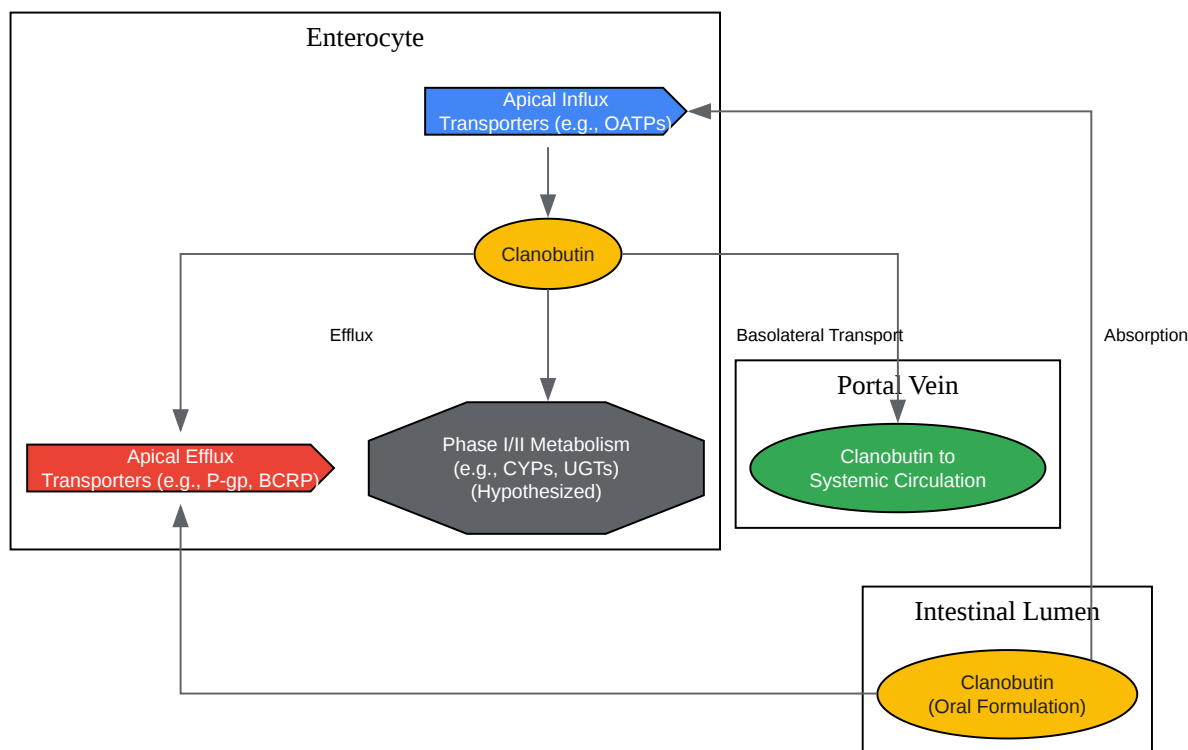 Enterocyte
Apical Influx
Transporters (e.g., OATPs)
Clanobutin
Efflux
Basolateral Transport
Absorption
Portal Vein
Apical Efflux
Transporters (e.g., P-gp, BCRP)
Phase I/II Metabolism
(e.g., CYPs, UGTs)
(Hypothesized)
Clanobutin to
Systemic Circulation
Intestinal Lumen
Clanobutin
(Oral Formulation)